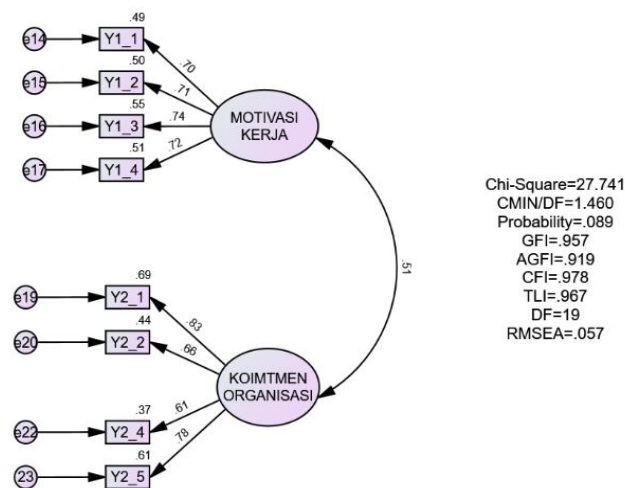 .49
e14
Y1_1
.70
.50
e15
Y1_2
.71
.55
e16
Y1_3
.74
.51
e17
Y1_4
.72
MOTIVASI
KERJA
.51
Chi-Square=27.741
CMIN/DF=1.460
Probability=.089
GFI=.957
AGFI=.919
CFI=.978
TLI=.967
DF=19
RMSEA=.057
.69
e19
Y2_1
.83
.44
e20
Y2_2
.66
KOIMTMEN
ORGANISASI
.37
e22
Y2_4
.61
.61
23
Y2_5
.78